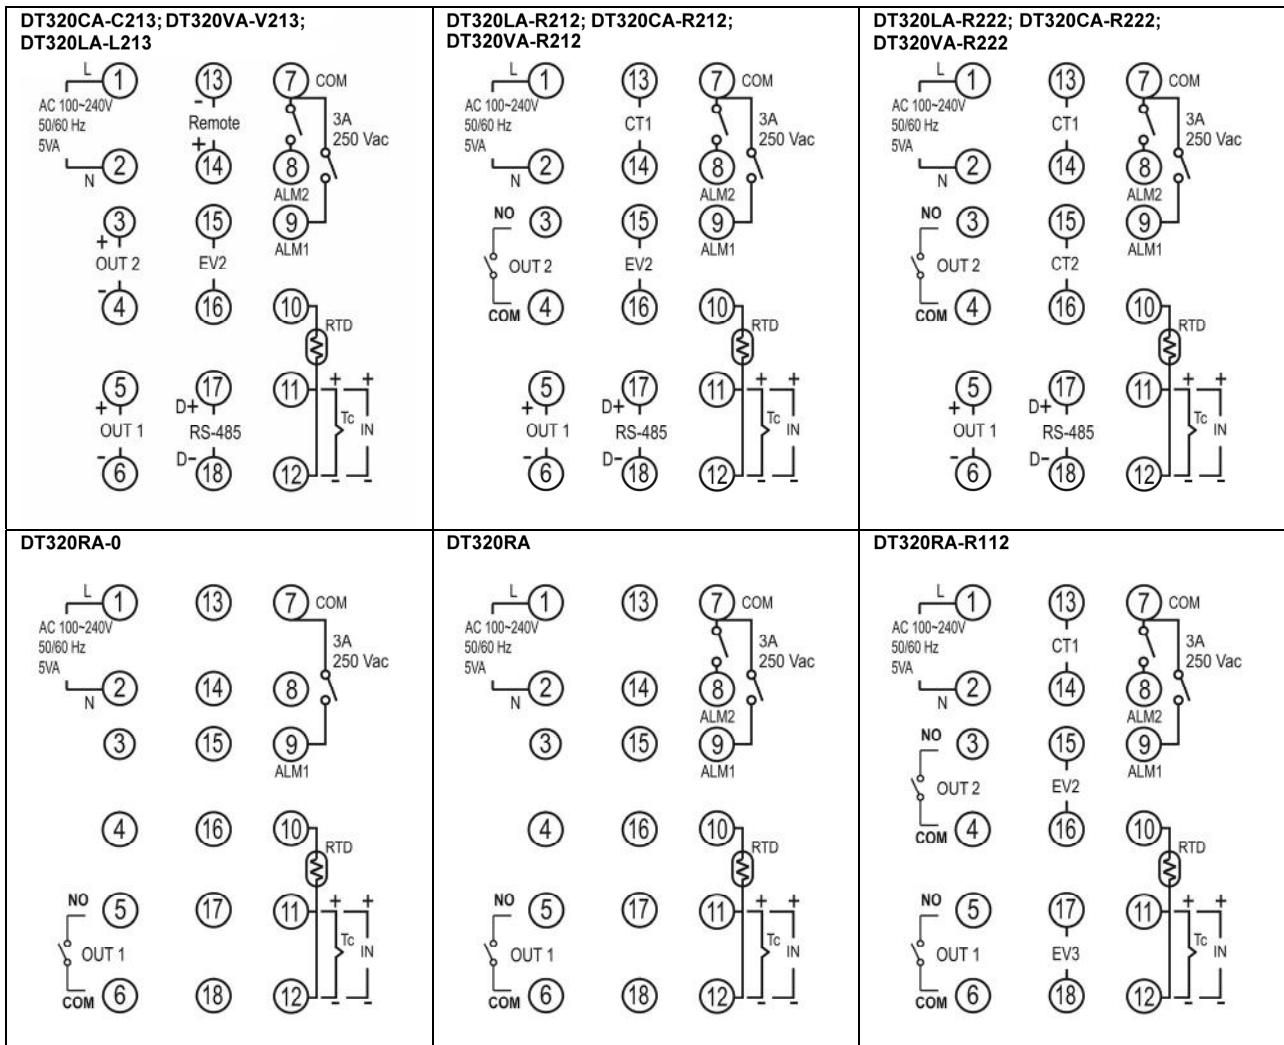 DT320CA-C213; DT320VA-V213;
DT320LA-L213
L 1 13 7 COM
AC 100~240V - 3A
50/60 Hz Remote 250 Vac
5VA +
N 2 14 8
ALM2
3 15 9
+ ALM1
OUT 2 EV2
-
4 16 10
RTD
5 17 11 + +
+ D+ Tc
OUT 1 RS-485 IN
- D-
6 18 12 - -
DT320LA-R212; DT320CA-R212;
DT320VA-R212
L 1 13 7 COM
AC 100~240V 3A
50/60 Hz CT1 250 Vac
5VA
N 2 14 8
ALM2
NO 3 15 9
ALM1
OUT 2 EV2
COM 4 16 10
RTD
5 17 11 + +
+ D+ Tc
OUT 1 RS-485 IN
- D-
6 18 12 - -
DT320LA-R222; DT320CA-R222;
DT320VA-R222
L 1 13 7 COM
AC 100~240V 3A
50/60 Hz CT1 250 Vac
5VA
N 2 14 8
ALM2
NO 3 15 9
ALM1
OUT 2 CT2
COM 4 16 10
RTD
5 17 11 + +
+ D+ Tc
OUT 1 RS-485 IN
- D-
6 18 12 - -
DT320RA-0
L 1 13 7 COM
AC 100~240V 3A
50/60 Hz 250 Vac
5VA
N 2 14 8
3 15 9
ALM1
4 16 10
RTD
NO 5 17 11 + +
Tc
OUT 1 IN
COM 6 18 12 - -
DT320RA
L 1 13 7 COM
AC 100~240V 3A
50/60 Hz 250 Vac
5VA
N 2 14 8
ALM2
3 15 9
ALM1
4 16 10
RTD
NO 5 17 11 + +
Tc
OUT 1 IN
COM 6 18 12 - -
DT320RA-R112
L 1 13 7 COM
AC 100~240V 3A
50/60 Hz CT1 250 Vac
5VA
N 2 14 8
ALM2
NO 3 15 9
ALM1
OUT 2 EV2
COM 4 16 10
RTD
NO 5 17 11 + +
Tc
OUT 1 EV3 IN
COM 6 18 12 - -